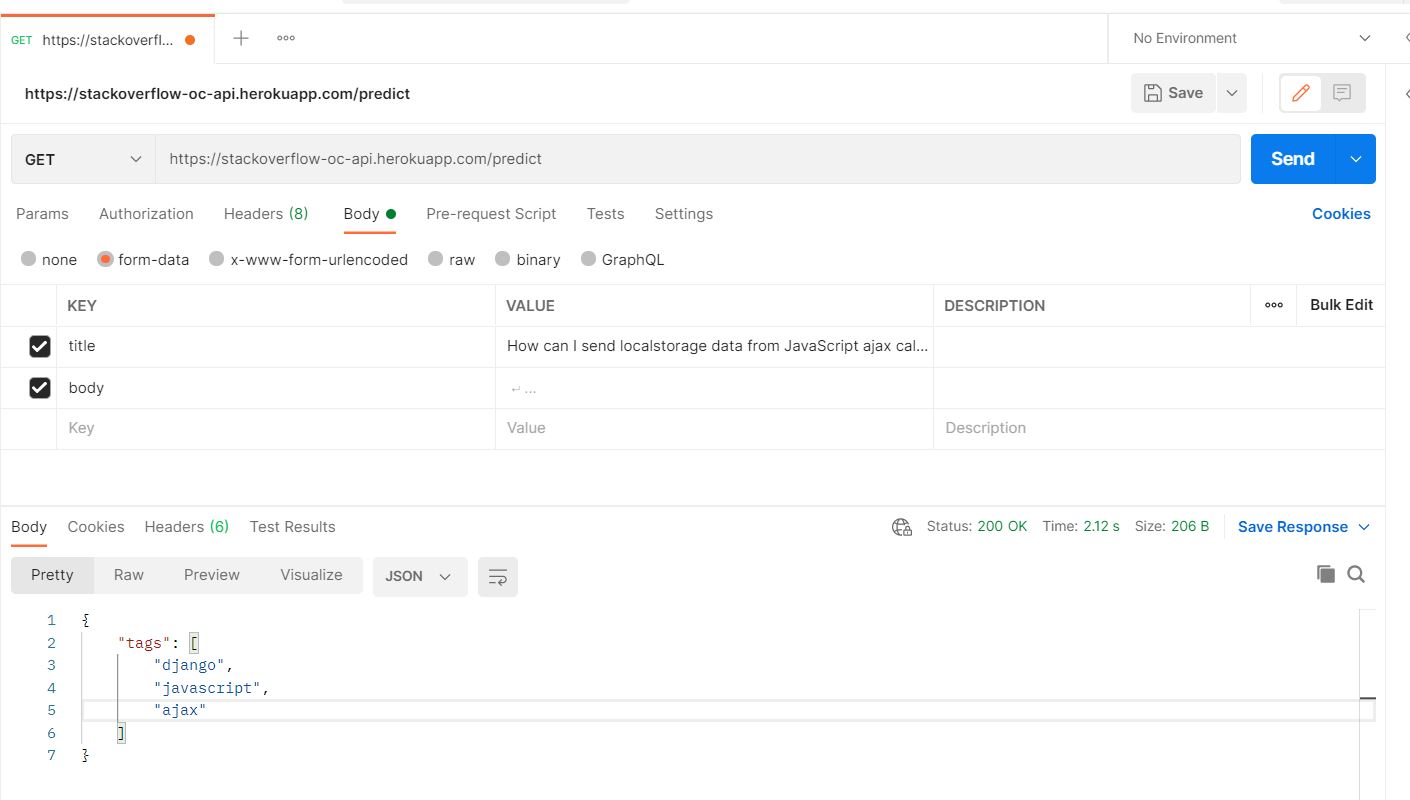 GET https://stackoverfl...
No Environment
https://stackoverflow-oc-api.herokuapp.com/predict
Save
GET https://stackoverflow-oc-api.herokuapp.com/predict Send
Params Authorization Headers (8) Body Pre-request Script Tests Settings Cookies
none form-data x-www-form-urlencoded raw binary GraphQL
KEY VALUE DESCRIPTION Bulk Edit
title How can I send localstorage data from JavaScript ajax cal...
body ↵ ...
Key Value Description
Body Cookies Headers (6) Test Results Status: 200 OK Time: 2.12 s Size: 206 B Save Response
Pretty Raw Preview Visualize JSON
1 {
2 "tags": [
3 "django",
4 "javascript",
5 "ajax"
6 ]
7 }